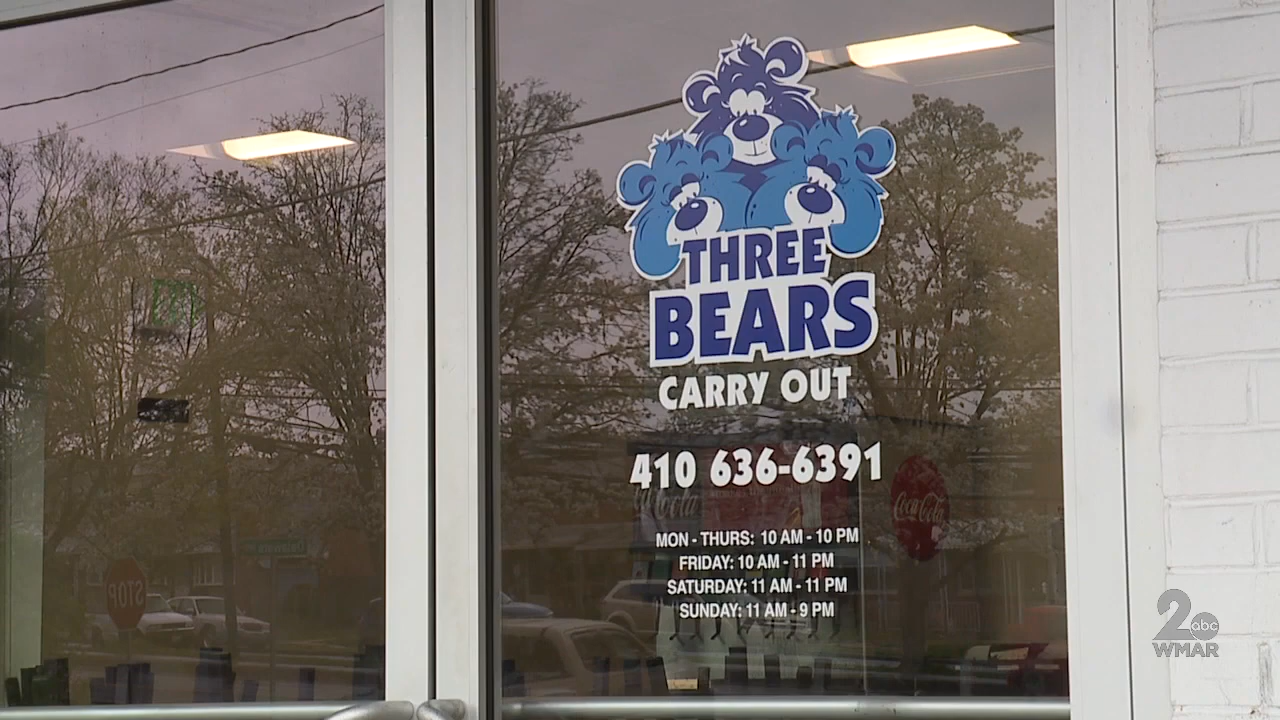 THREE
BEARS
CARRY OUT
410 636-6391
Coca-Cola
MON - THURS: 10 AM - 10 PM
FRIDAY: 10 AM - 11 PM
SATURDAY: 11 AM - 11 PM
SUNDAY: 11 AM - 9 PM
STOP
2 abc
WMAR